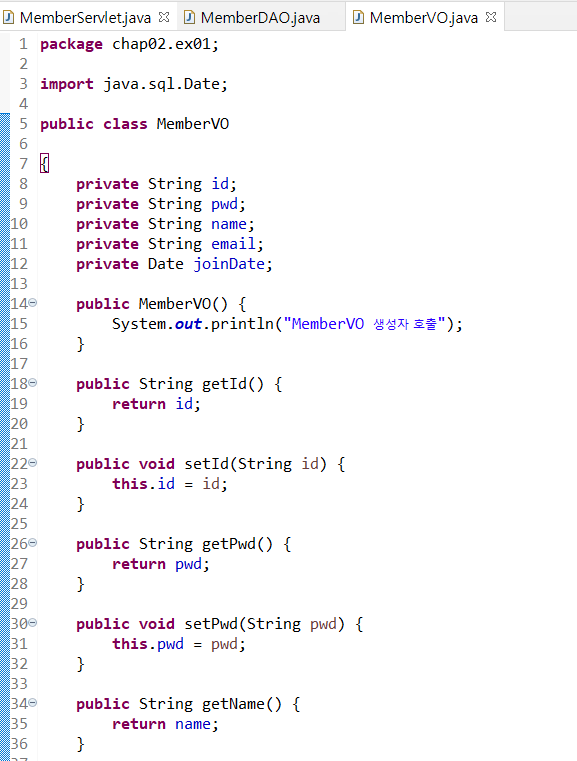 MemberServlet.java MemberDAO.java MemberVO.java
1 package chap02.ex01;
2
3 import java.sql.Date;
4
5 public class MemberVO
6
7 {
8     private String id;
9     private String pwd;
10     private String name;
11     private String email;
12     private Date joinDate;
13
14     public MemberVO() {
15         System.out.println("MemberVO 생성자 호출");
16     }
17
18     public String getId() {
19         return id;
20     }
21
22     public void setId(String id) {
23         this.id = id;
24     }
25
26     public String getPwd() {
27         return pwd;
28     }
29
30     public void setPwd(String pwd) {
31         this.pwd = pwd;
32     }
33
34     public String getName() {
35         return name;
36     }